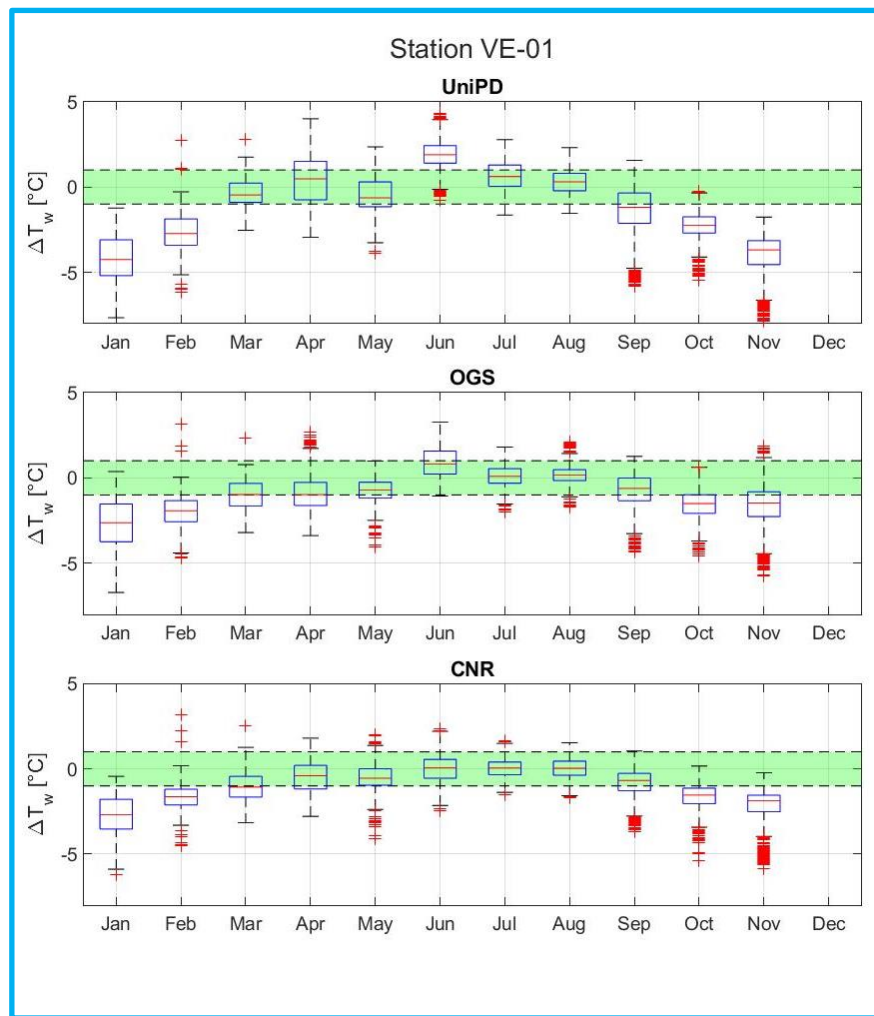 Station VE-01
UniPD
5
0
-5
ΔT_w [°C]
Jan Feb Mar Apr May Jun Jul Aug Sep Oct Nov Dec
OGS
5
0
-5
ΔT_w [°C]
Jan Feb Mar Apr May Jun Jul Aug Sep Oct Nov Dec
CNR
5
0
-5
ΔT_w [°C]
Jan Feb Mar Apr May Jun Jul Aug Sep Oct Nov Dec